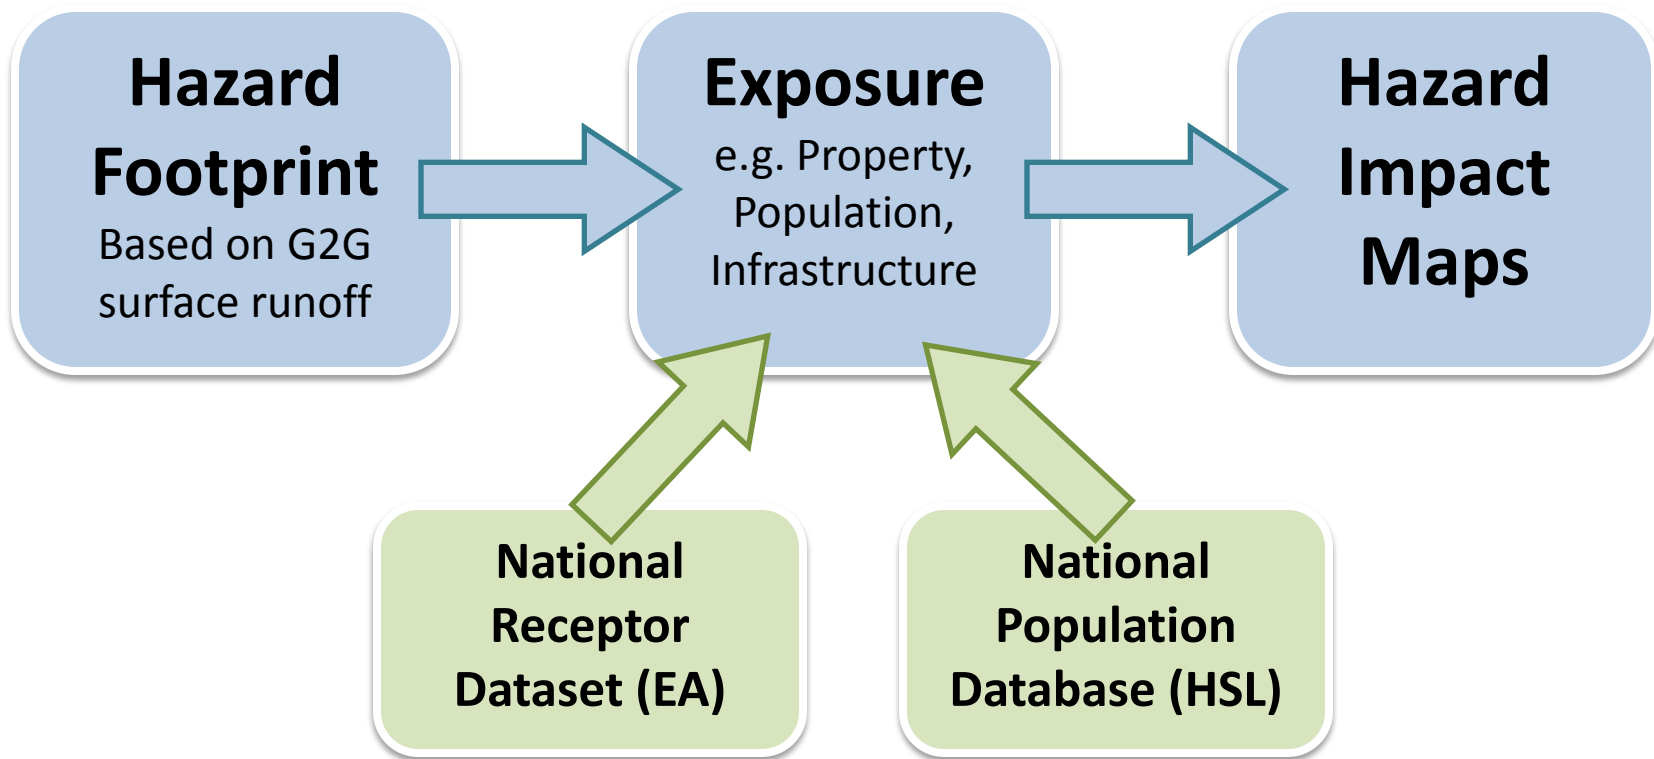 Hazard
Footprint
Based on G2G
surface runoff
Exposure
e.g. Property,
Population,
Infrastructure
Hazard
Impact
Maps
National
Receptor
Dataset (EA)
National
Population
Database (HSL)